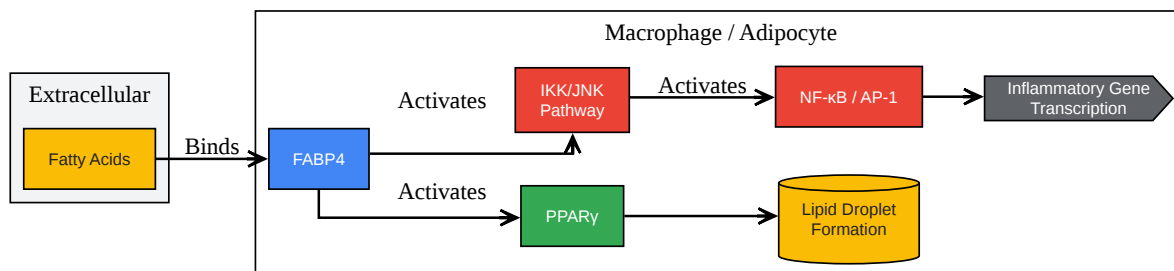 Macrophage / Adipocyte
Extracellular
Fatty Acids
Binds
FABP4
Activates
IKK/JNK
Pathway
Activates
NF-κB / AP-1
Inflammatory Gene
Transcription
Activates
PPARγ
Lipid Droplet
Formation